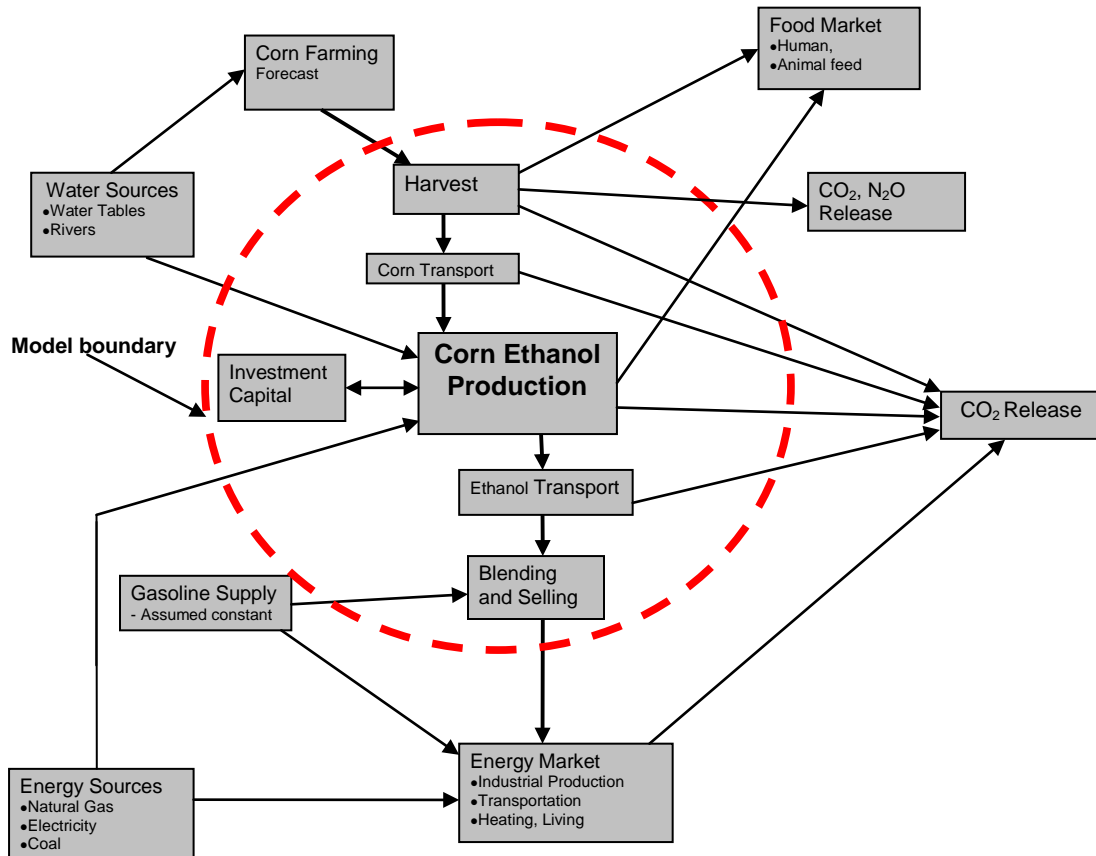 Corn Farming
Forecast
Food Market
•Human,
•Animal feed
Water Sources
•Water Tables
•Rivers
Harvest
CO₂, N₂O
Release
Corn Transport
Model boundary
Investment
Capital
Corn Ethanol
Production
CO₂ Release
Ethanol Transport
Gasoline Supply
- Assumed constant
Blending
and Selling
Energy Sources
•Natural Gas
•Electricity
•Coal
Energy Market
•Industrial Production
•Transportation
•Heating, Living